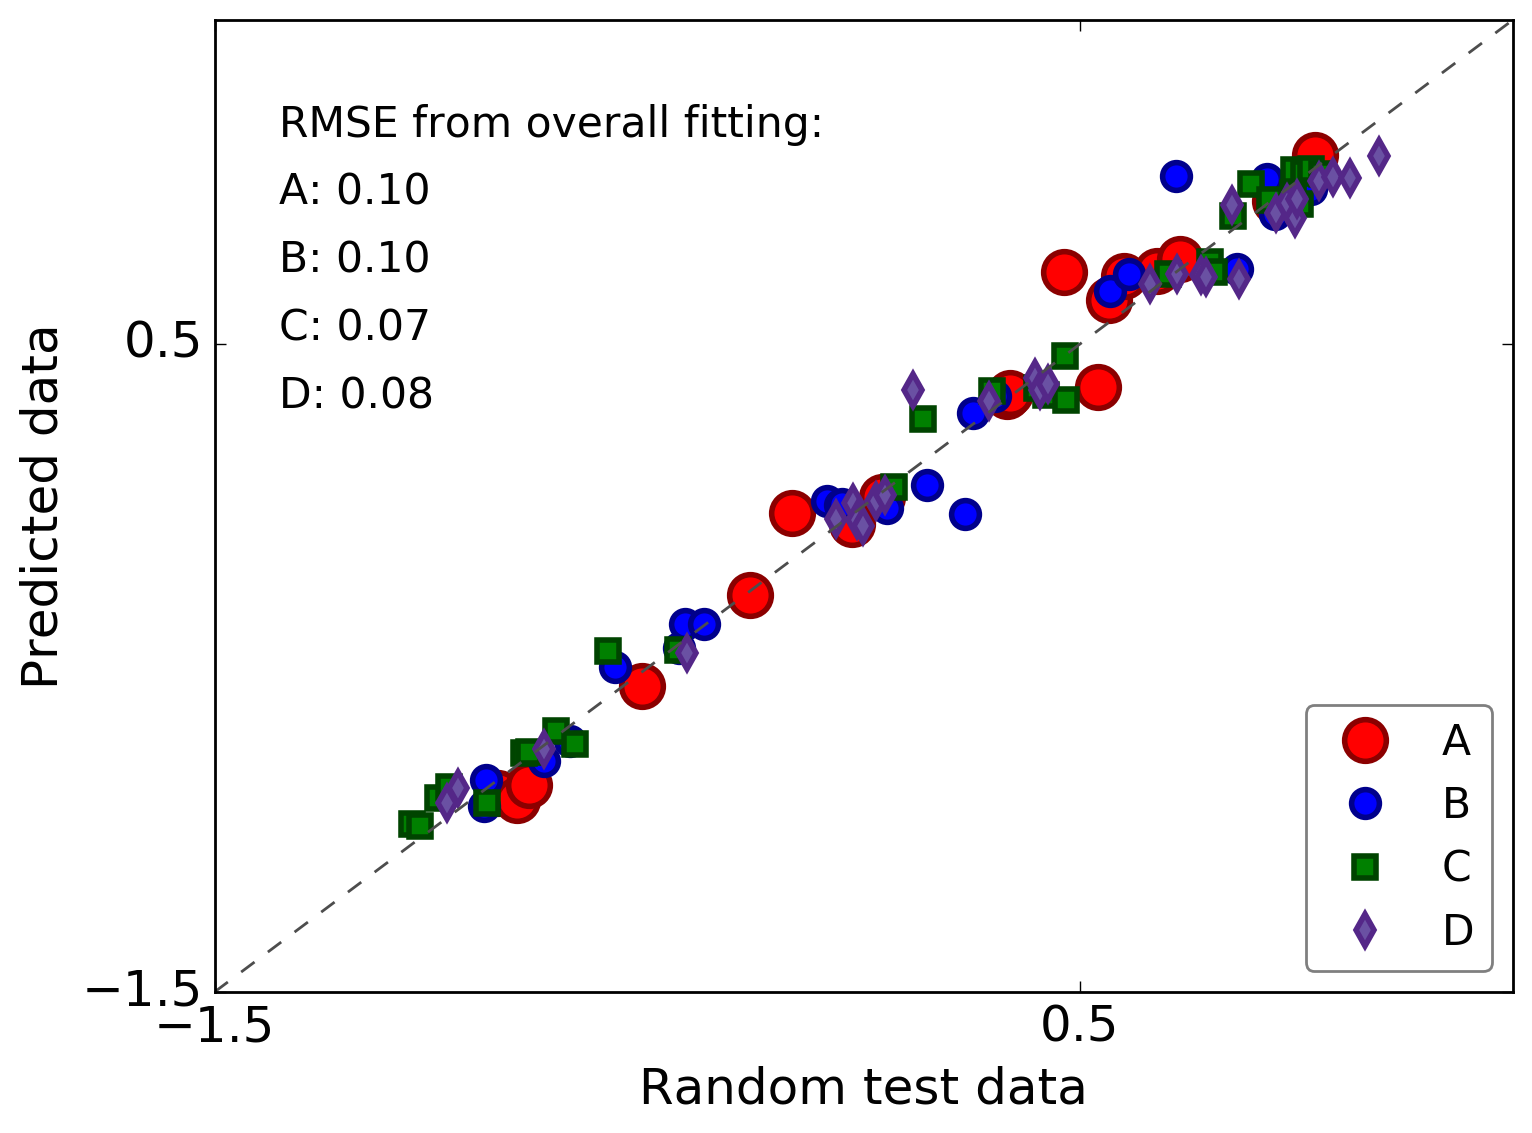 RMSE from overall fitting:
A: 0.10
B: 0.10
C: 0.07
D: 0.08
Predicted data
0.5
−1.5
−1.5
0.5
Random test data
A
B
C
D